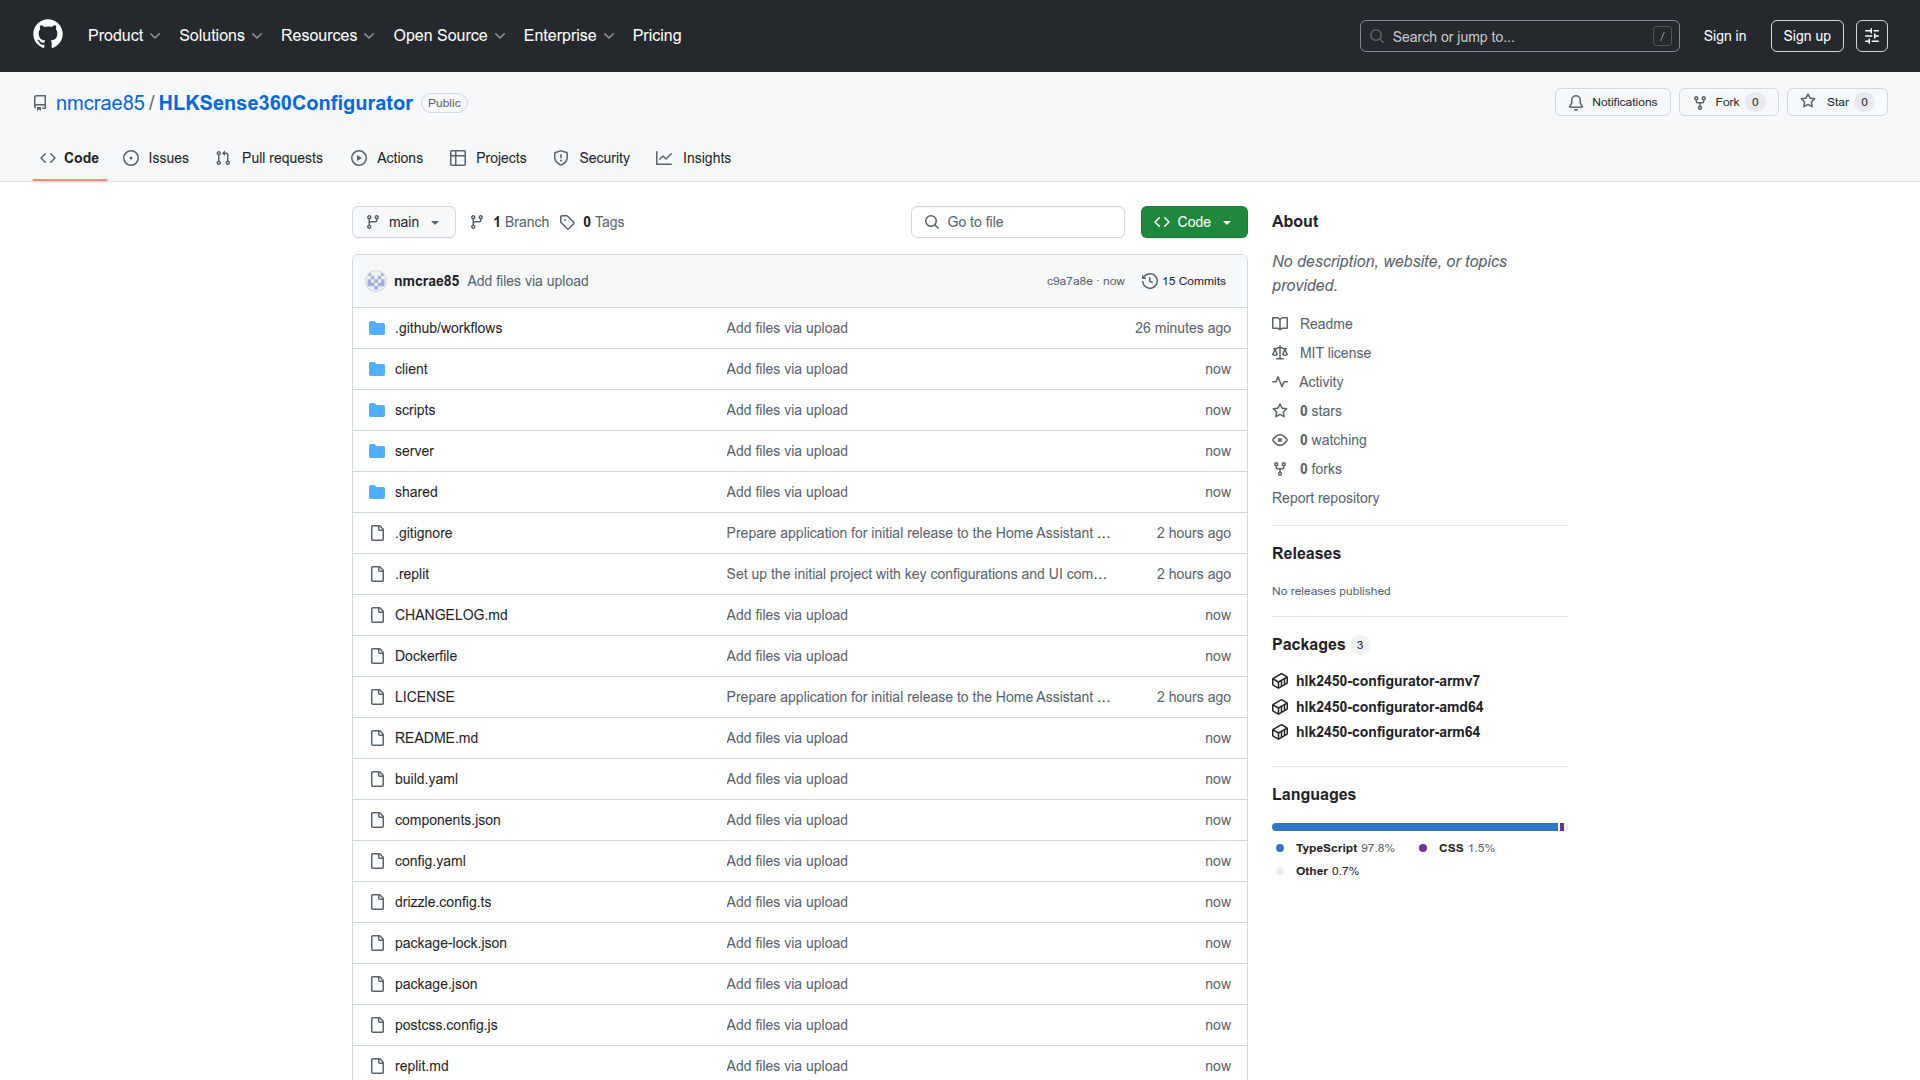 Product Solutions Resources Open Source Enterprise Pricing Search or jump to... / Sign in Sign up
nmcrae85 / HLKSense360Configurator Public Notifications Fork 0 Star 0
Code Issues Pull requests Actions Projects Security Insights
main 1 Branch 0 Tags Go to file Code
nmcrae85 Add files via upload c9a7a8e · now 15 Commits
.github/workflows Add files via upload 26 minutes ago
client Add files via upload now
scripts Add files via upload now
server Add files via upload now
shared Add files via upload now
.gitignore Prepare application for initial release to the Home Assistant … 2 hours ago
.replit Set up the initial project with key configurations and UI com… 2 hours ago
CHANGELOG.md Add files via upload now
Dockerfile Add files via upload now
LICENSE Prepare application for initial release to the Home Assistant … 2 hours ago
README.md Add files via upload now
build.yaml Add files via upload now
components.json Add files via upload now
config.yaml Add files via upload now
drizzle.config.ts Add files via upload now
package-lock.json Add files via upload now
package.json Add files via upload now
postcss.config.js Add files via upload now
replit.md Add files via upload now
About
No description, website, or topics
provided.
Readme
MIT license
Activity
0 stars
0 watching
0 forks
Report repository
Releases
No releases published
Packages 3
hlk2450-configurator-armv7
hlk2450-configurator-amd64
hlk2450-configurator-arm64
Languages
TypeScript 97.8% CSS 1.5%
Other 0.7%